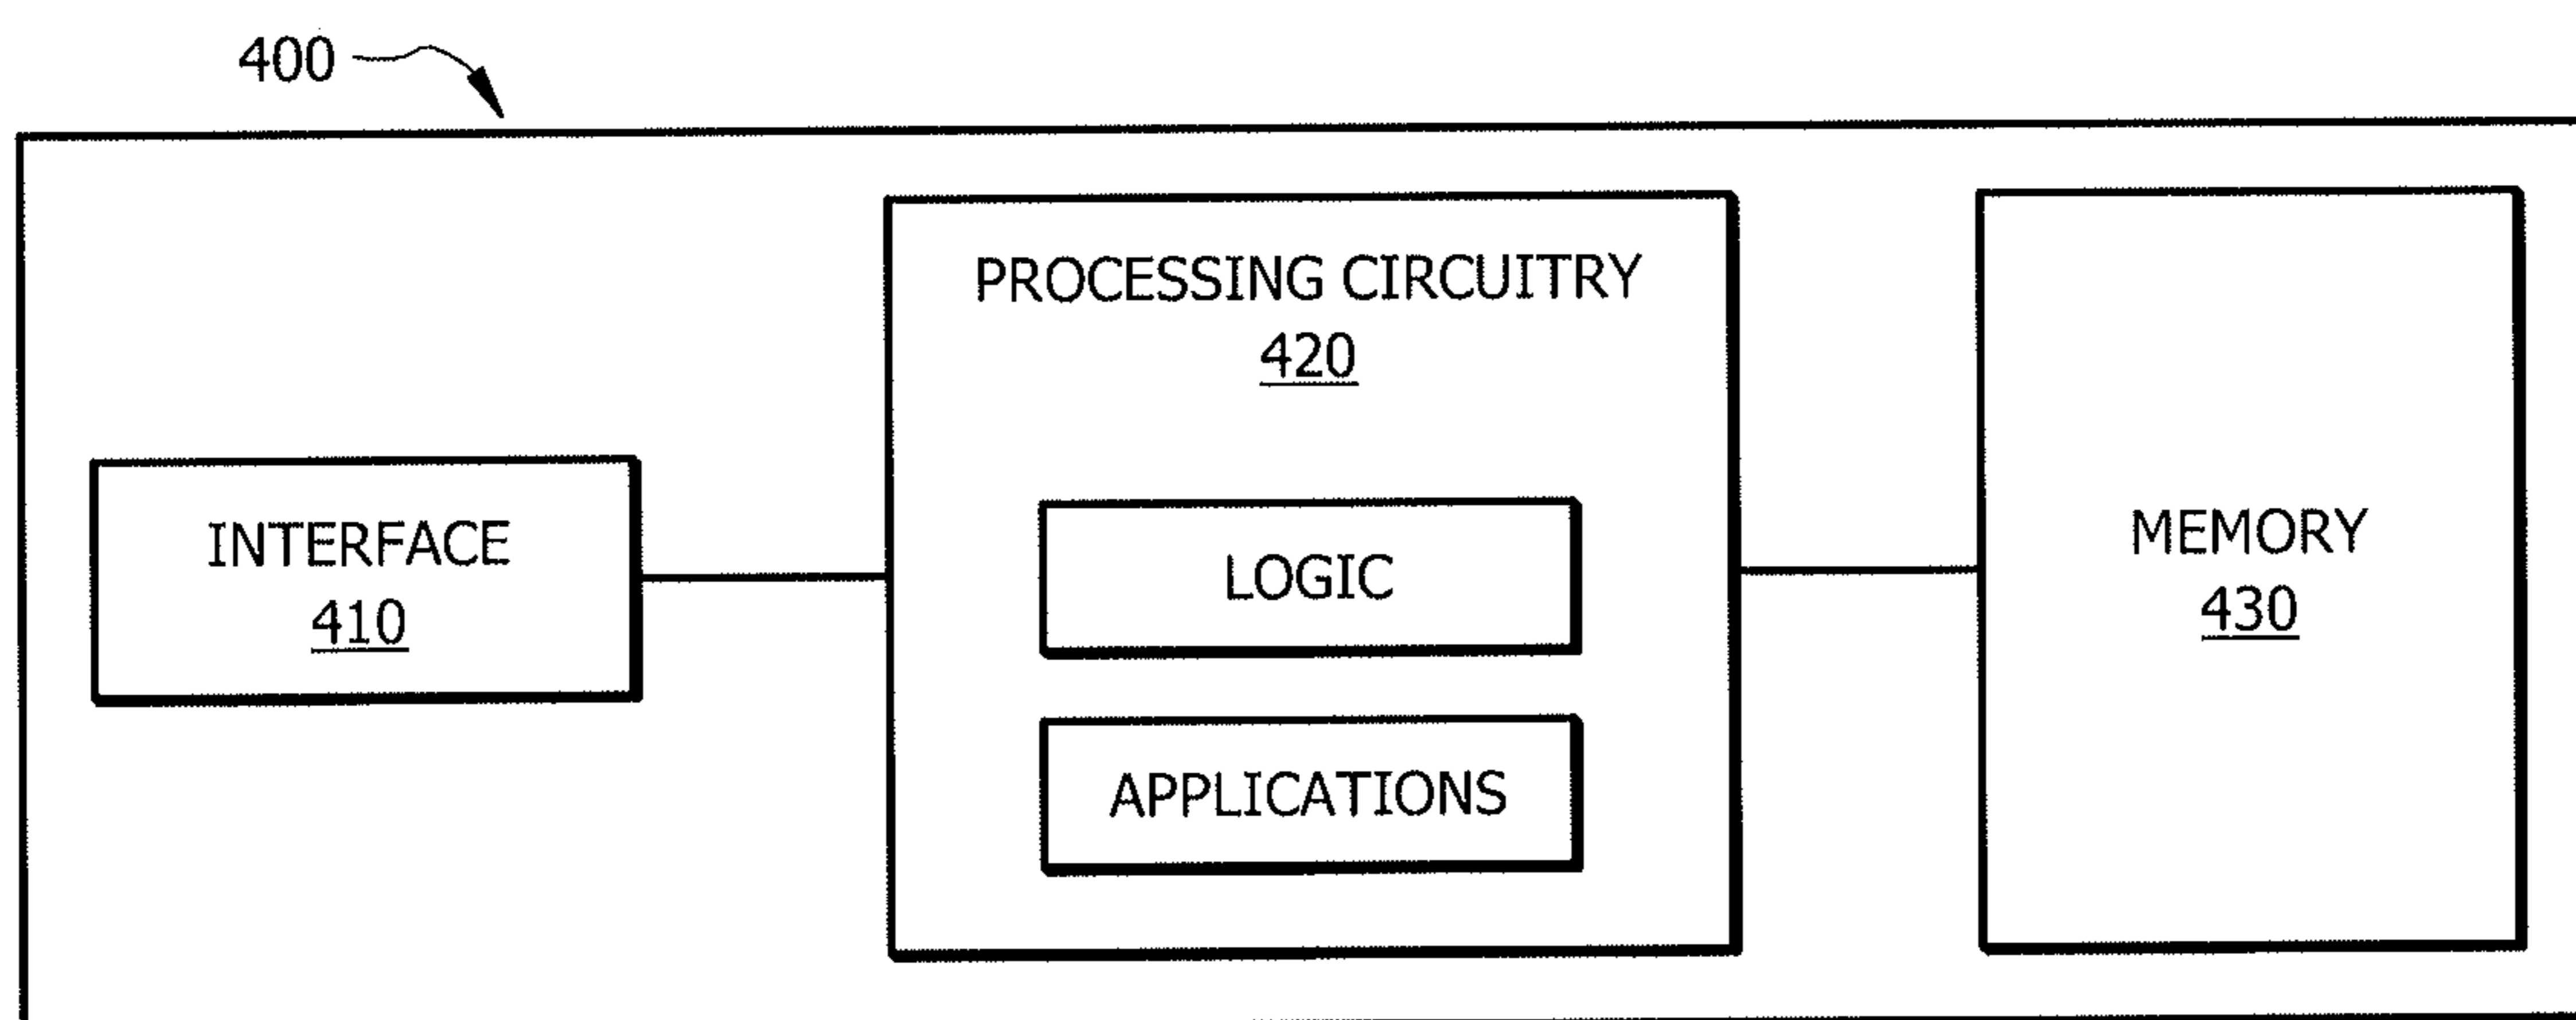 400
PROCESSING CIRCUITRY
420
INTERFACE
410
LOGIC
APPLICATIONS
MEMORY
430